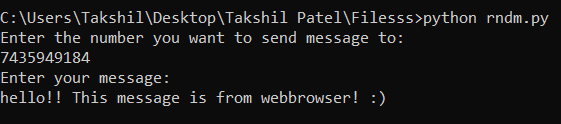 C:\Users\Takshil\Desktop\Takshil Patel\Filesss>python rndm.py
Enter the number you want to send message to:
7435949184
Enter your message:
hello!! This message is from webbrowser! :)